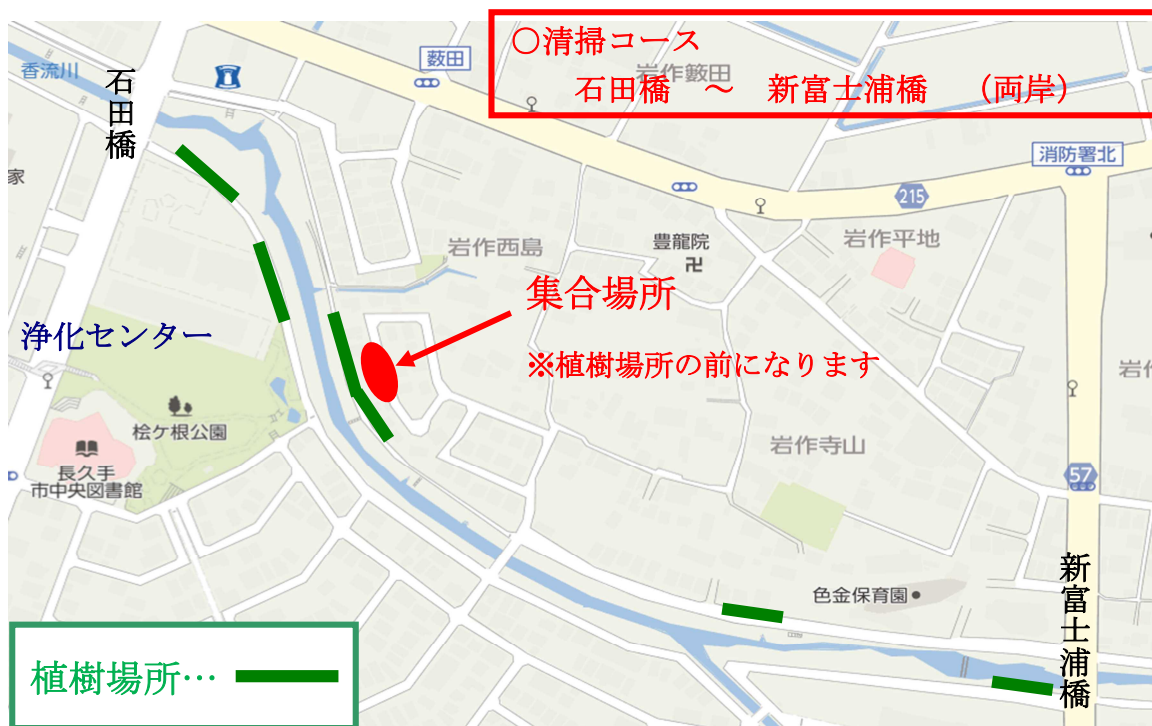 ○清掃コース
石田橋 ～ 新富士浦橋 （両岸）
岩作籔田
香流川
石田橋
薮田
消防署北
215
家
岩作西島
豊龍院
岩作平地
集合場所
浄化センター
※植樹場所の前になります
岩作
桧ケ根公園
長久手
市中央図書館
岩作寺山
57
色金保育園
新富士浦橋
植樹場所…